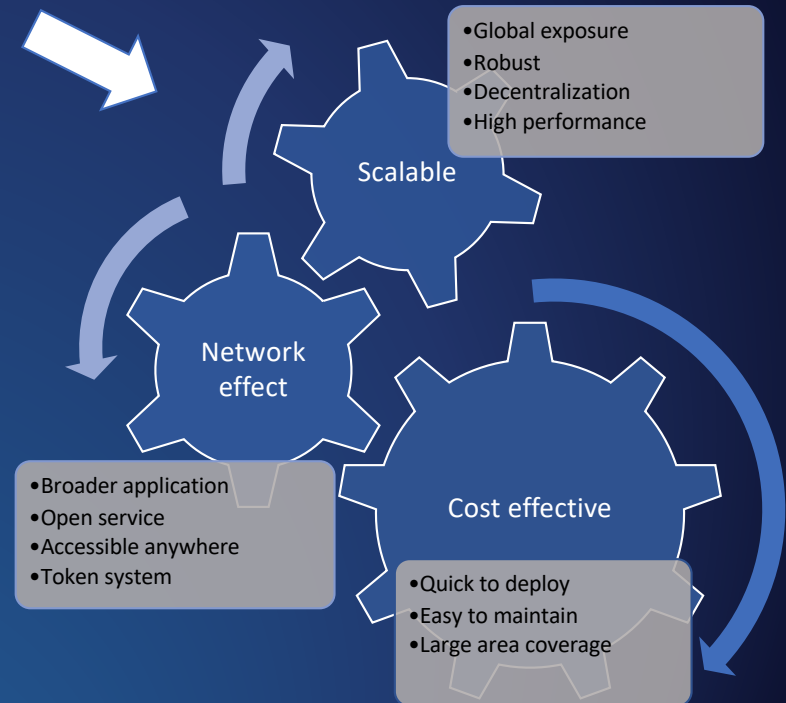 •Global exposure
•Robust
•Decentralization
•High performance
Scalable
Network
effect
•Broader application
•Open service
•Accessible anywhere
•Token system
Cost effective
•Quick to deploy
•Easy to maintain
•Large area coverage